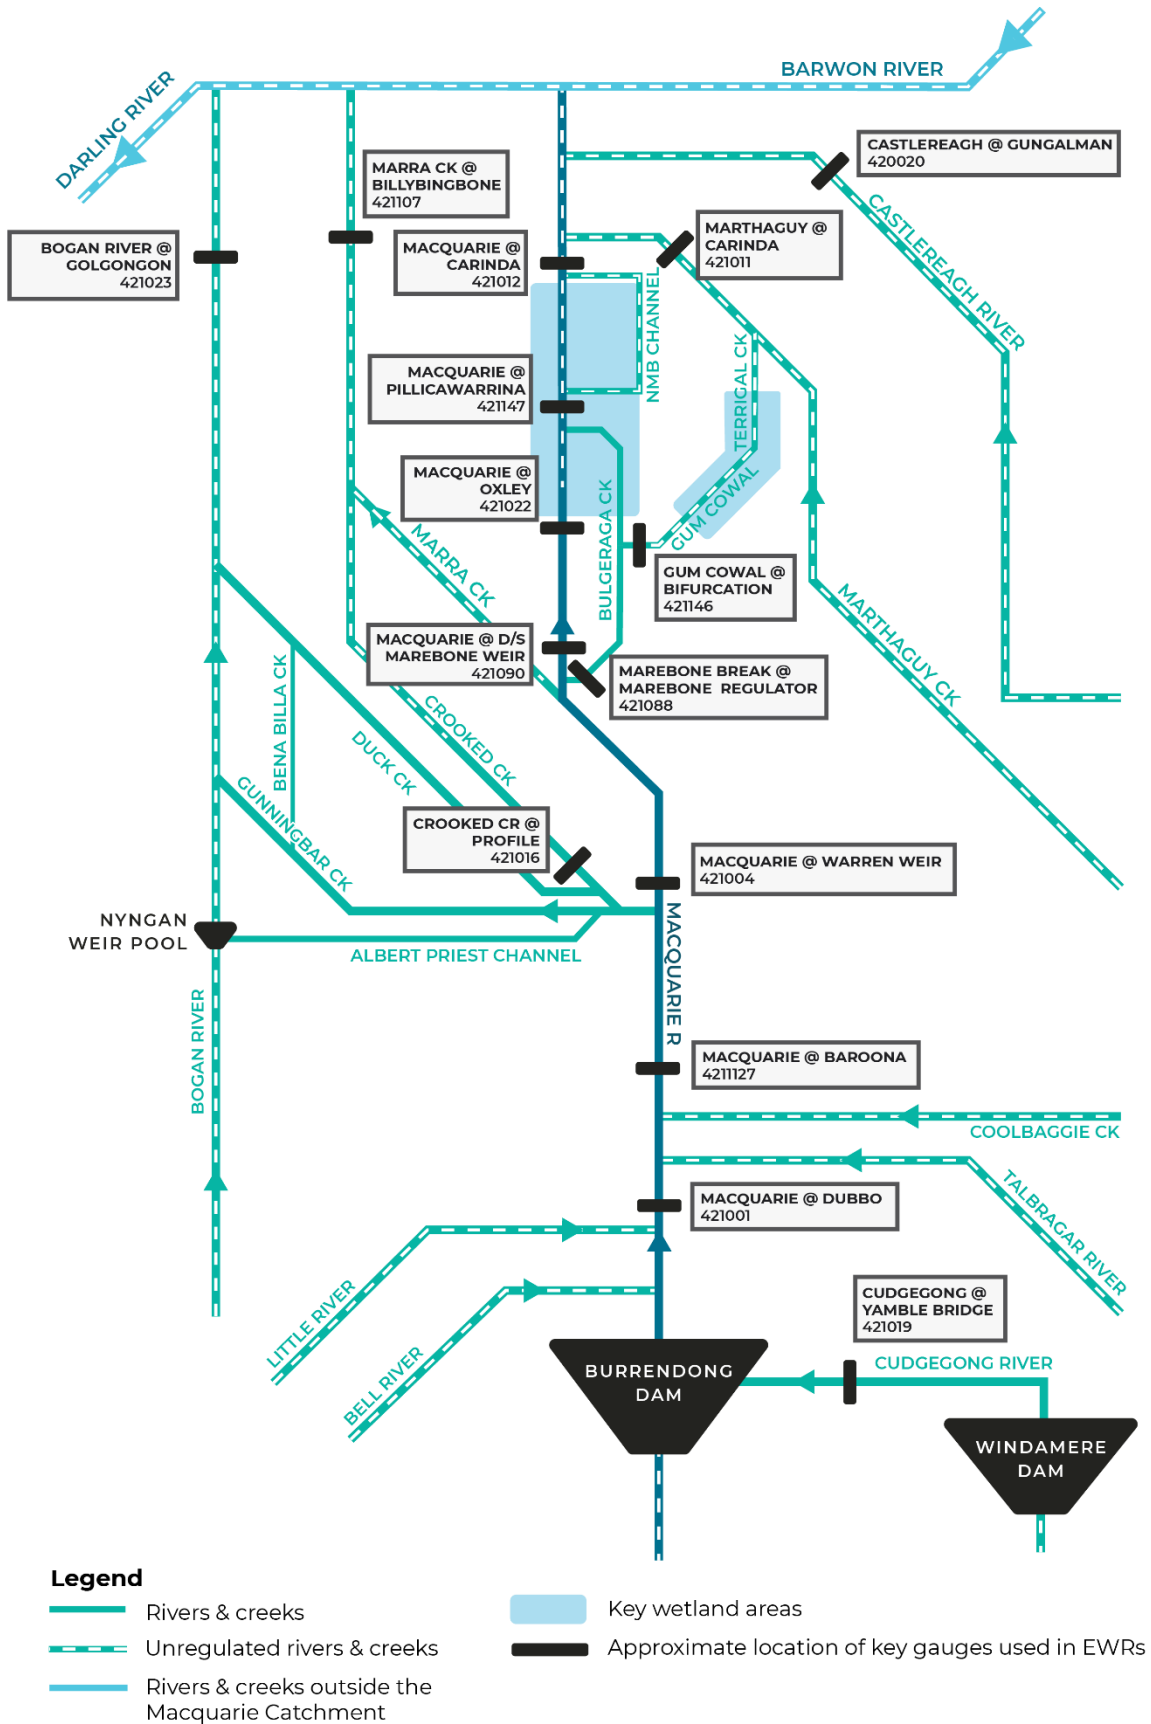 BARWON RIVER
DARLING RIVER
CASTLEREAGH @ GUNGALMAN
420020
MARRA CK @
BILLYBINGBONE
421107
CASTLEREAGH RIVER
MARTHAGUY @
CARINDA
421011
BOGAN RIVER @
GOLGONGON
421023
MACQUARIE @
CARINDA
421012
NMB CHANNEL
TERRIGAL CK
MACQUARIE @
PILLICAWARRINA
421147
MACQUARIE @
OXLEY
421022
GUM COWAL
BULGERAGA CK
MARRA CK
GUM COWAL @
BIFURCATION
421146
MARTHAGUY CK
MACQUARIE @ D/S
MAREBONE WEIR
421090
MAREBONE BREAK @
MAREBONE REGULATOR
421088
BENA BILLA CK
CROOKED CK
DUCK CK
GUNNINGBAR CK
CROOKED CR @
PROFILE
421016
MACQUARIE @ WARREN WEIR
421004
NYNGAN
WEIR POOL
MACQUARIE R
ALBERT PRIEST CHANNEL
BOGAN RIVER
MACQUARIE @ BAROONA
4211127
COOLBAGGIE CK
TALBRAGAR RIVER
MACQUARIE @ DUBBO
421001
LITTLE RIVER
BELL RIVER
CUDGEGONG @
YAMBLE BRIDGE
421019
CUDGEGONG RIVER
BURRENDONG
DAM
WINDAMERE
DAM
Legend
Rivers & creeks
Unregulated rivers & creeks
Rivers & creeks outside the
Macquarie Catchment
Key wetland areas
Approximate location of key gauges used in EWRs